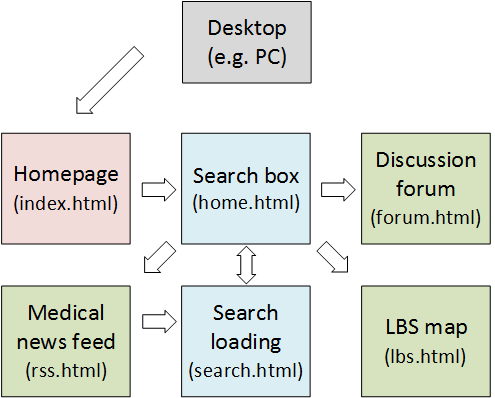 Desktop
(e.g. PC)
Homepage
(index.html)
Search box
(home.html)
Discussion
forum
(forum.html)
Medical
news feed
(rss.html)
Search
loading
(search.html)
LBS map
(lbs.html)